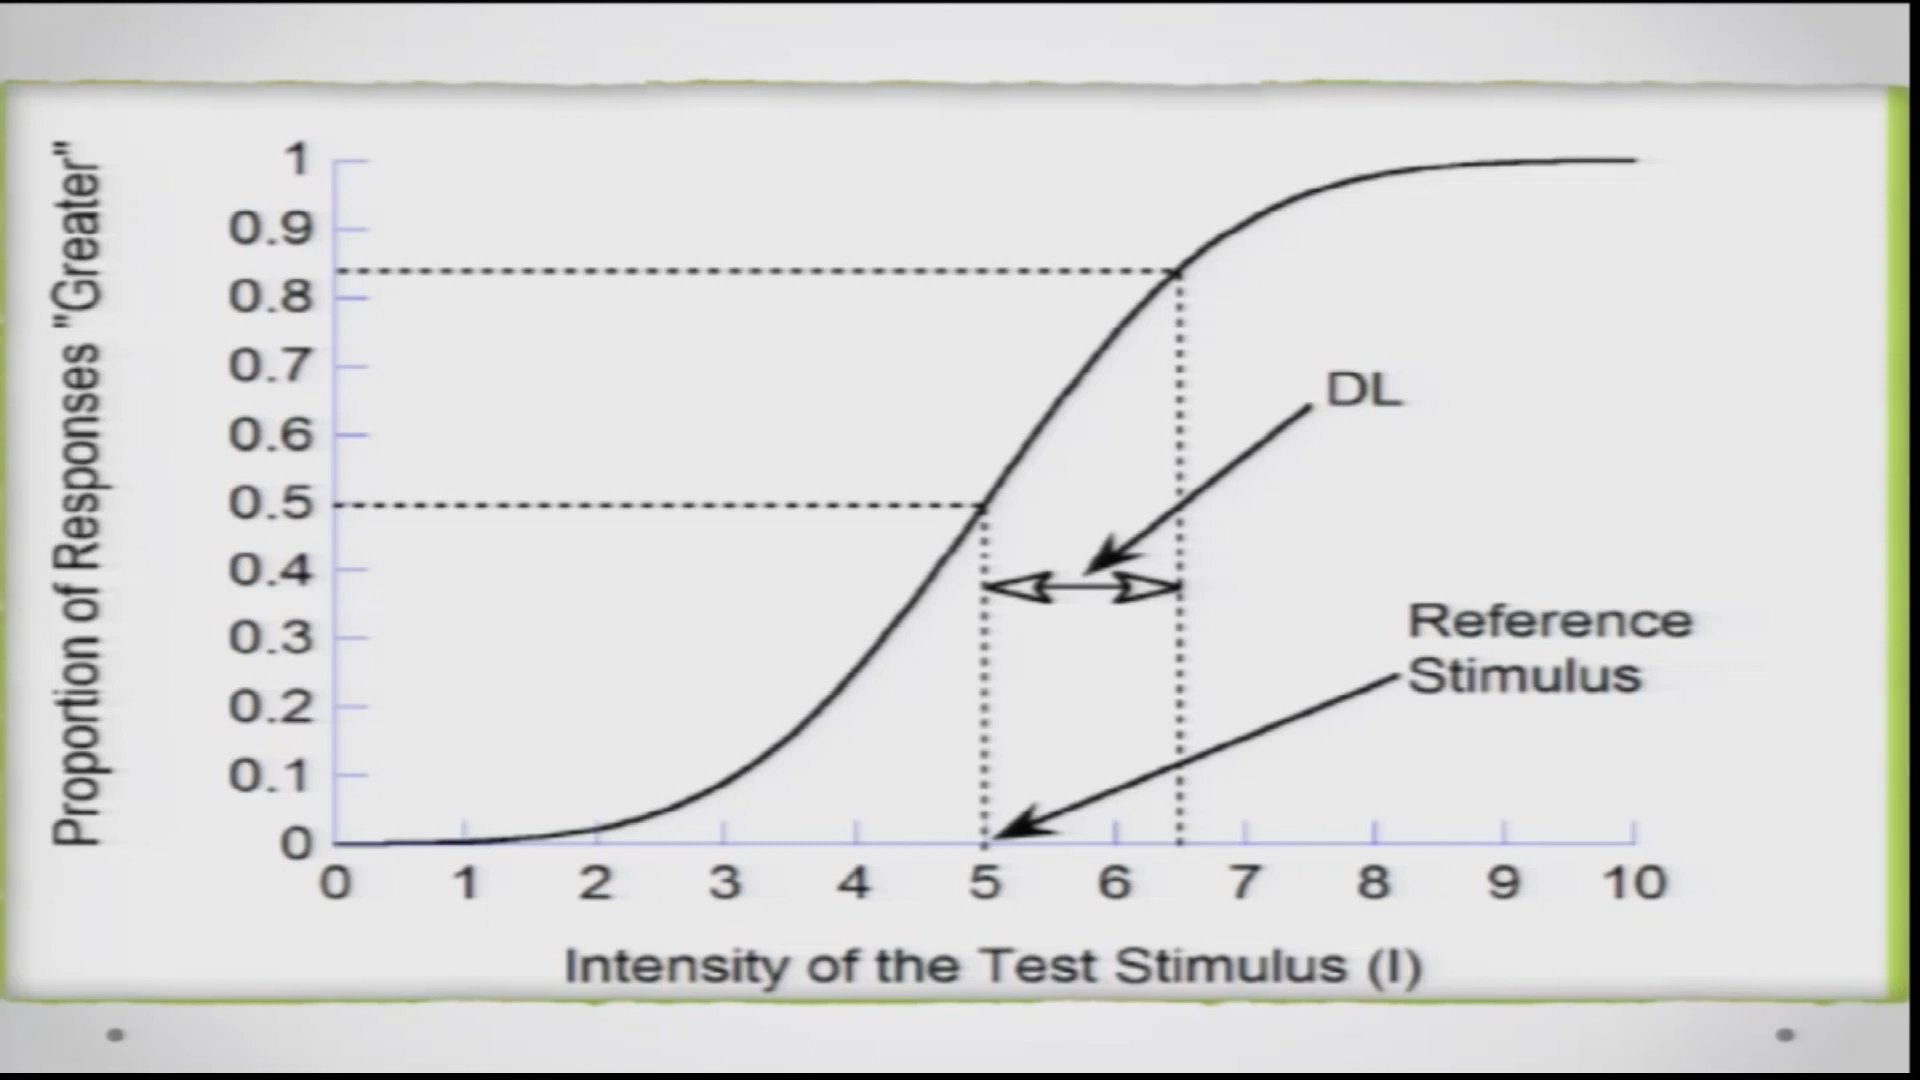 Proportion of Responses "Greater"
1
0.9
0.8
0.7
0.6
0.5
0.4
0.3
0.2
0.1
0
DL
Reference
Stimulus
0 1 2 3 4 5 6 7 8 9 10
Intensity of the Test Stimulus (I)